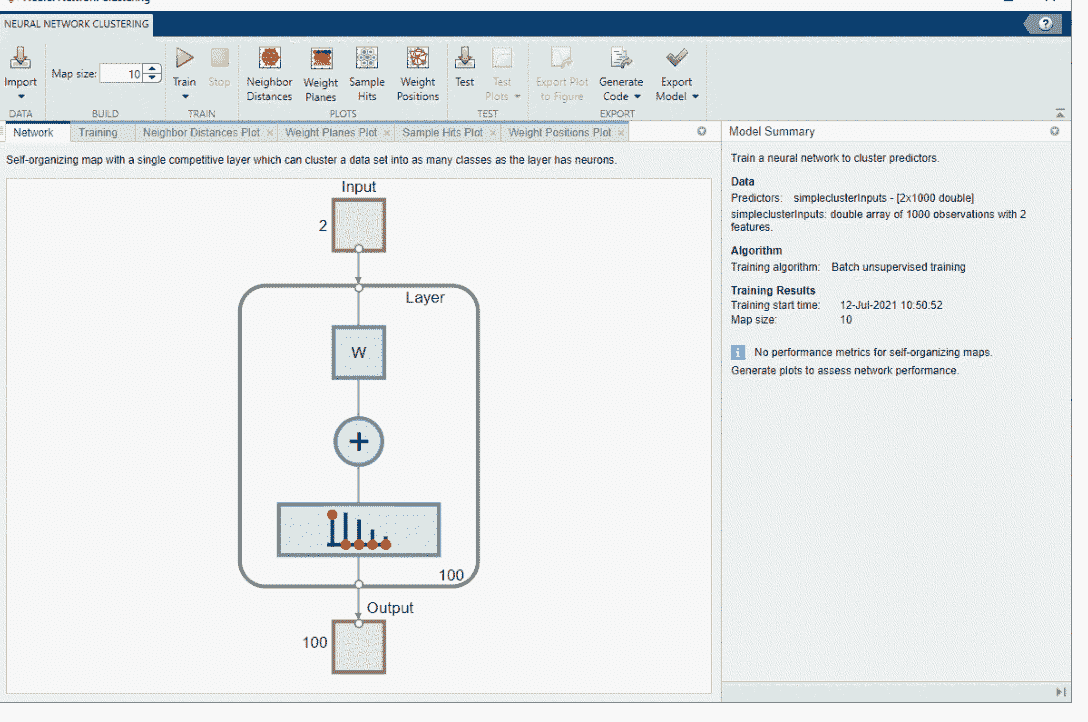 NEURAL NETWORK CLUSTERING
?
Import
Map size: 10
Train
Stop
Neighbor Distances
Weight Planes
Sample Hits
Weight Positions
Test
Test Plots
Export Plot to Figure
Generate Code
Export Model
DATA
BUILD
TRAIN
PLOTS
TEST
EXPORT
Network
Training
Neighbor Distances Plot ×
Weight Planes Plot ×
Sample Hits Plot ×
Weight Positions Plot ×
Self-organizing map with a single competitive layer which can cluster a data set into as many classes as the layer has neurons.
Input
2
Layer
W
+
100
Output
100
Model Summary
Train a neural network to cluster predictors.
Data
Predictors: simpleclusterInputs - [2x1000 double]
simpleclusterInputs: double array of 1000 observations with 2
features.
Algorithm
Training algorithm: Batch unsupervised training
Training Results
Training start time: 12-Jul-2021 10:50:52
Map size: 10
i No performance metrics for self-organizing maps.
Generate plots to assess network performance.